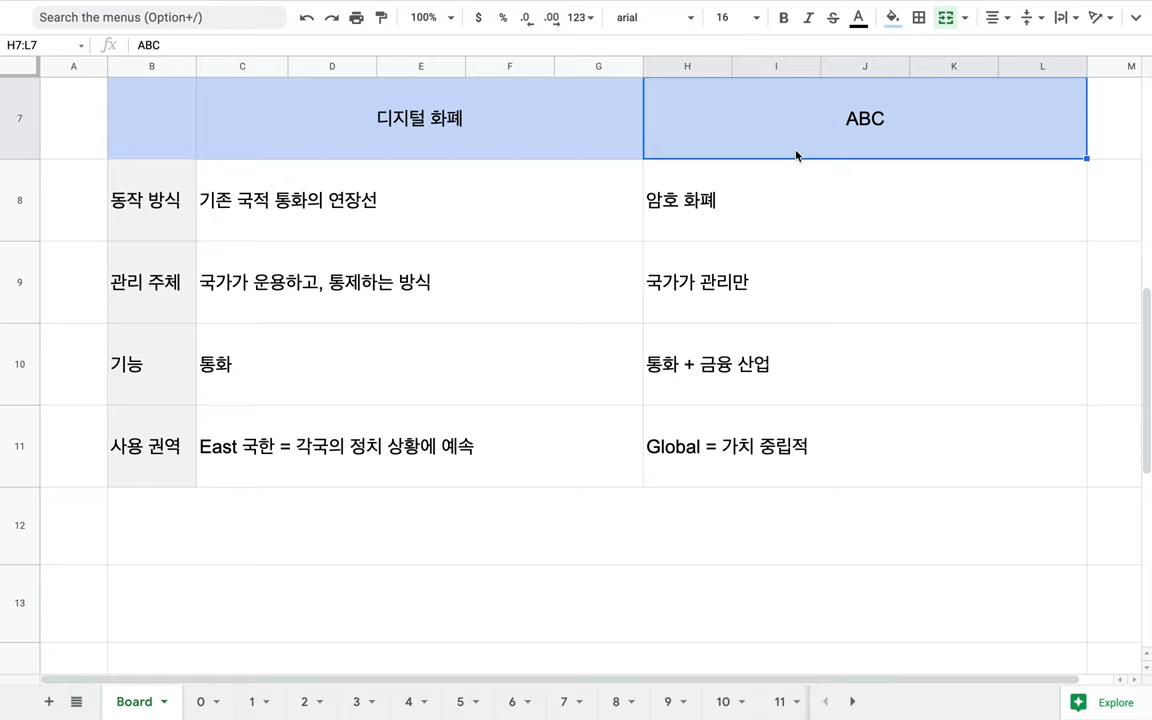 Search the menus (Option+/)
100%
$ % .0 .00 123
arial
16
B I S A
H7:L7
fx
ABC
A B C D E F G H I J K L M
7
디지털 화폐
ABC
8
동작 방식
기존 국적 통화의 연장선
암호 화폐
9
관리 주체
국가가 운용하고, 통제하는 방식
국가가 관리만
10
기능
통화
통화 + 금융 산업
11
사용 권역
East 국한 = 각국의 정치 상황에 예속
Global = 가치 중립적
12
13
Board 0 1 2 3 4 5 6 7 8 9 10 11
Explore